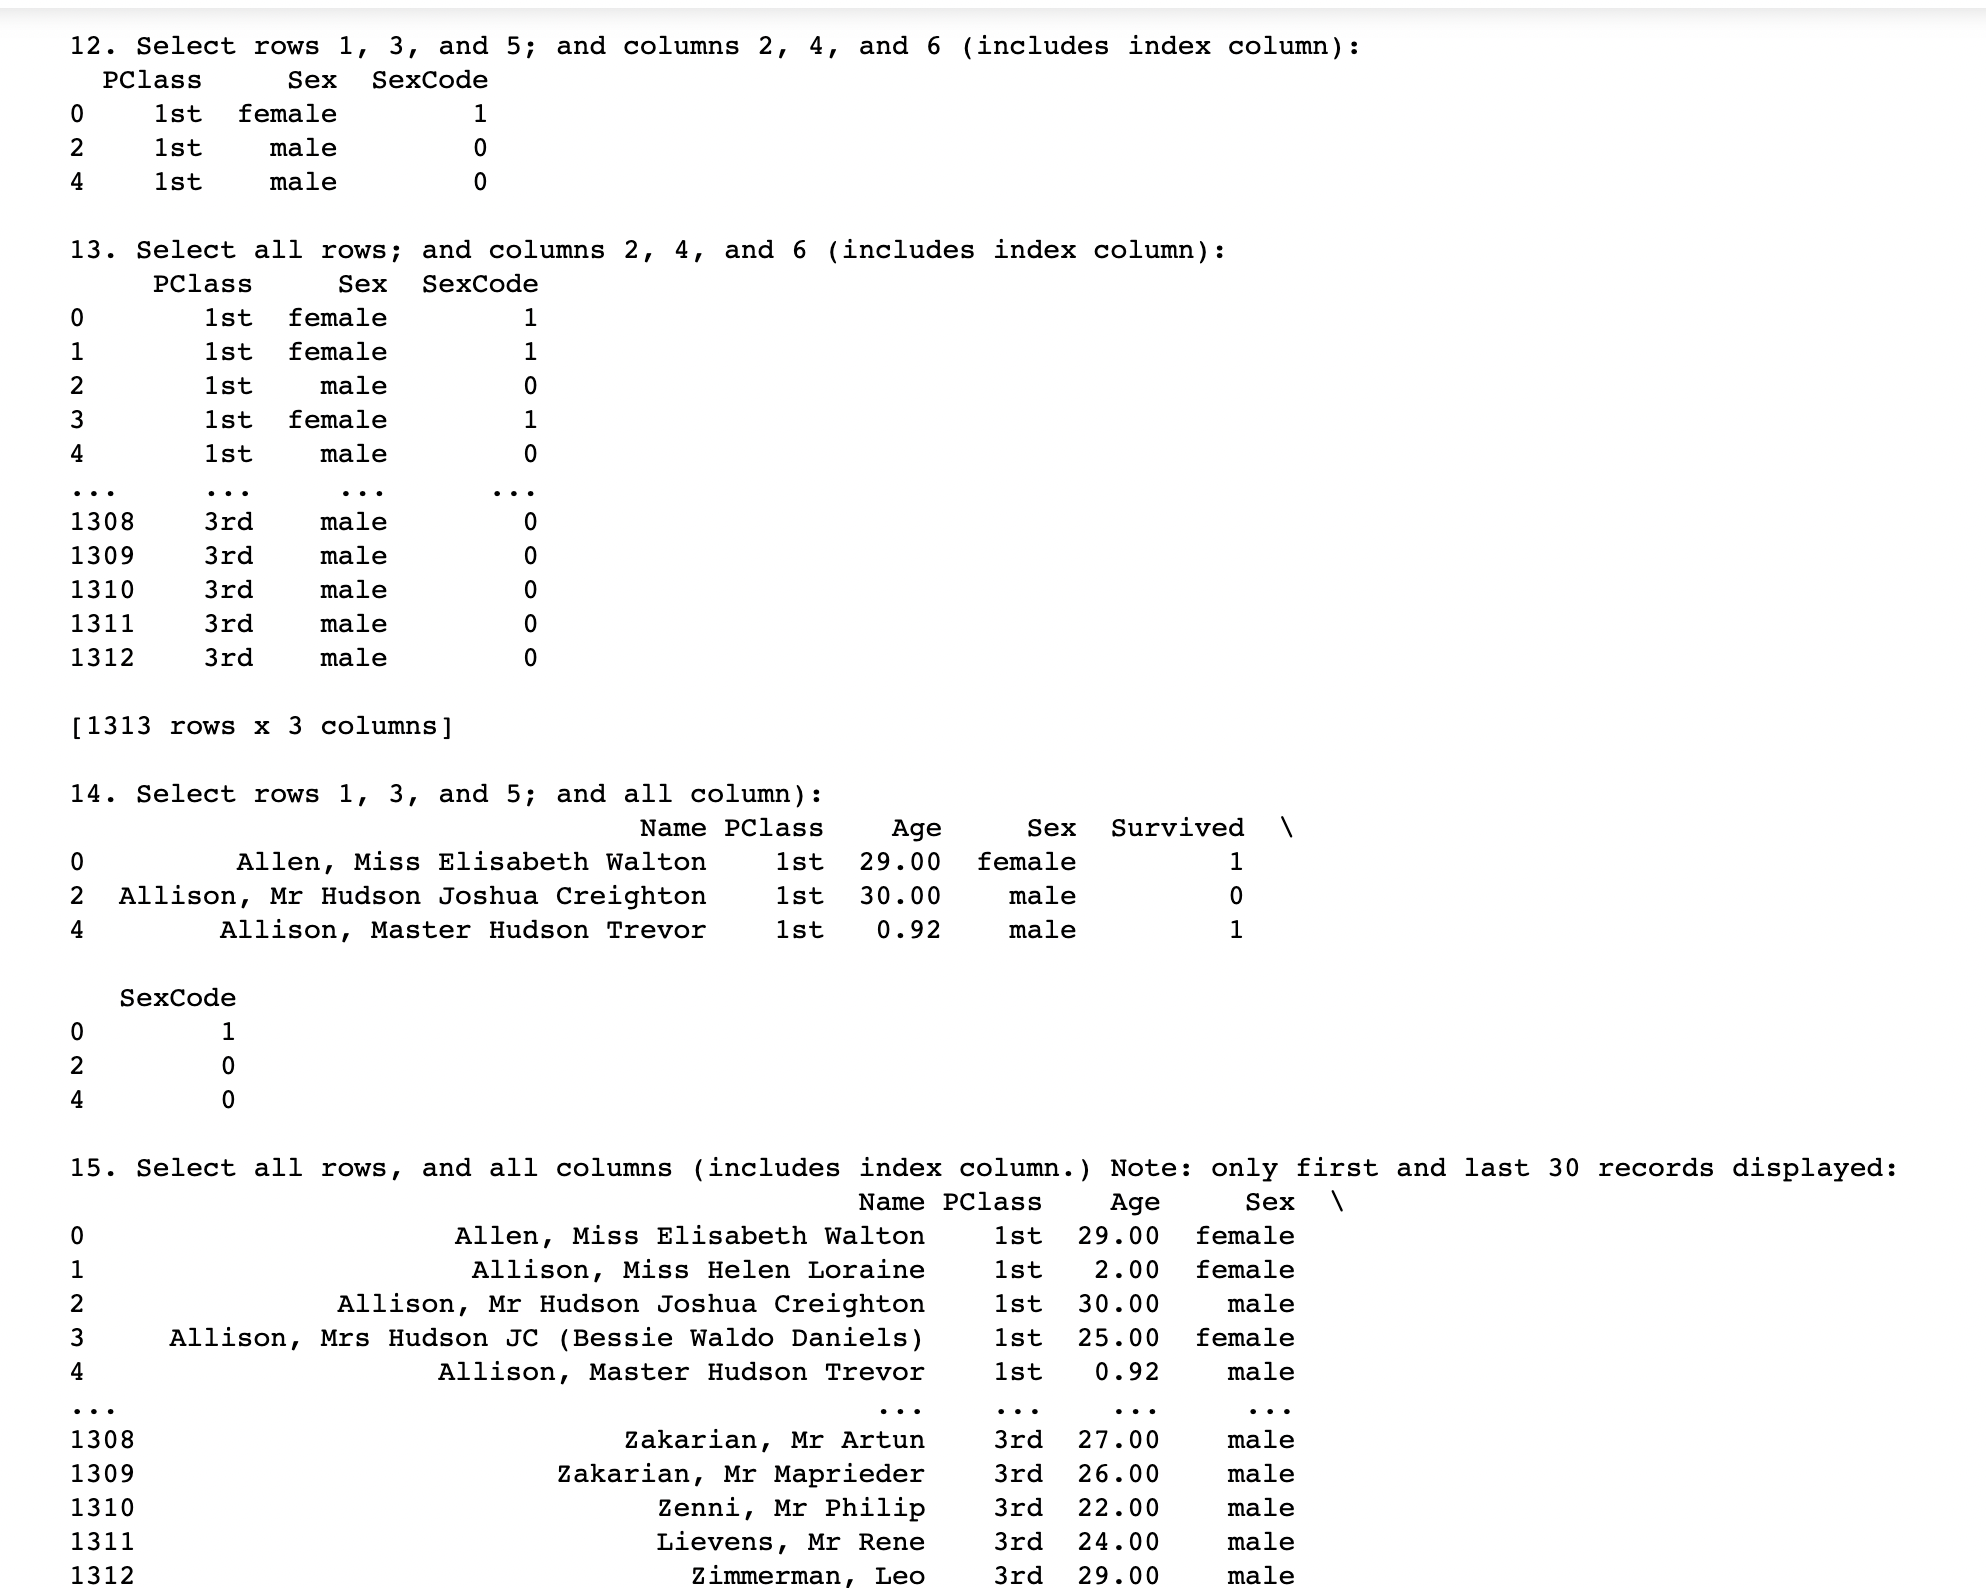 12. Select rows 1, 3, and 5; and columns 2, 4, and 6 (includes index column):
  PClass     Sex  SexCode
0    1st  female        1
2    1st    male        0
4    1st    male        0

13. Select all rows; and columns 2, 4, and 6 (includes index column):
     PClass     Sex  SexCode
0       1st  female        1
1       1st  female        1
2       1st    male        0
3       1st  female        1
4       1st    male        0
...     ...     ...      ...
1308    3rd    male        0
1309    3rd    male        0
1310    3rd    male        0
1311    3rd    male        0
1312    3rd    male        0

[1313 rows x 3 columns]

14. Select rows 1, 3, and 5; and all column):
                                  Name PClass    Age     Sex  Survived  \
0         Allen, Miss Elisabeth Walton    1st  29.00  female         1
2  Allison, Mr Hudson Joshua Creighton    1st  30.00    male         0
4        Allison, Master Hudson Trevor    1st   0.92    male         1

   SexCode
0        1
2        0
4        0

15. Select all rows, and all columns (includes index column.) Note: only first and last 30 records displayed:
                                               Name PClass    Age     Sex  \
0                      Allen, Miss Elisabeth Walton    1st  29.00  female
1                       Allison, Miss Helen Loraine    1st   2.00  female
2               Allison, Mr Hudson Joshua Creighton    1st  30.00    male
3     Allison, Mrs Hudson JC (Bessie Waldo Daniels)    1st  25.00  female
4                     Allison, Master Hudson Trevor    1st   0.92    male
...                                             ...    ...    ...     ...
1308                             Zakarian, Mr Artun    3rd  27.00    male
1309                         Zakarian, Mr Maprieder    3rd  26.00    male
1310                               Zenni, Mr Philip    3rd  22.00    male
1311                               Lievens, Mr Rene    3rd  24.00    male
1312                                 Zimmerman, Leo    3rd  29.00    male